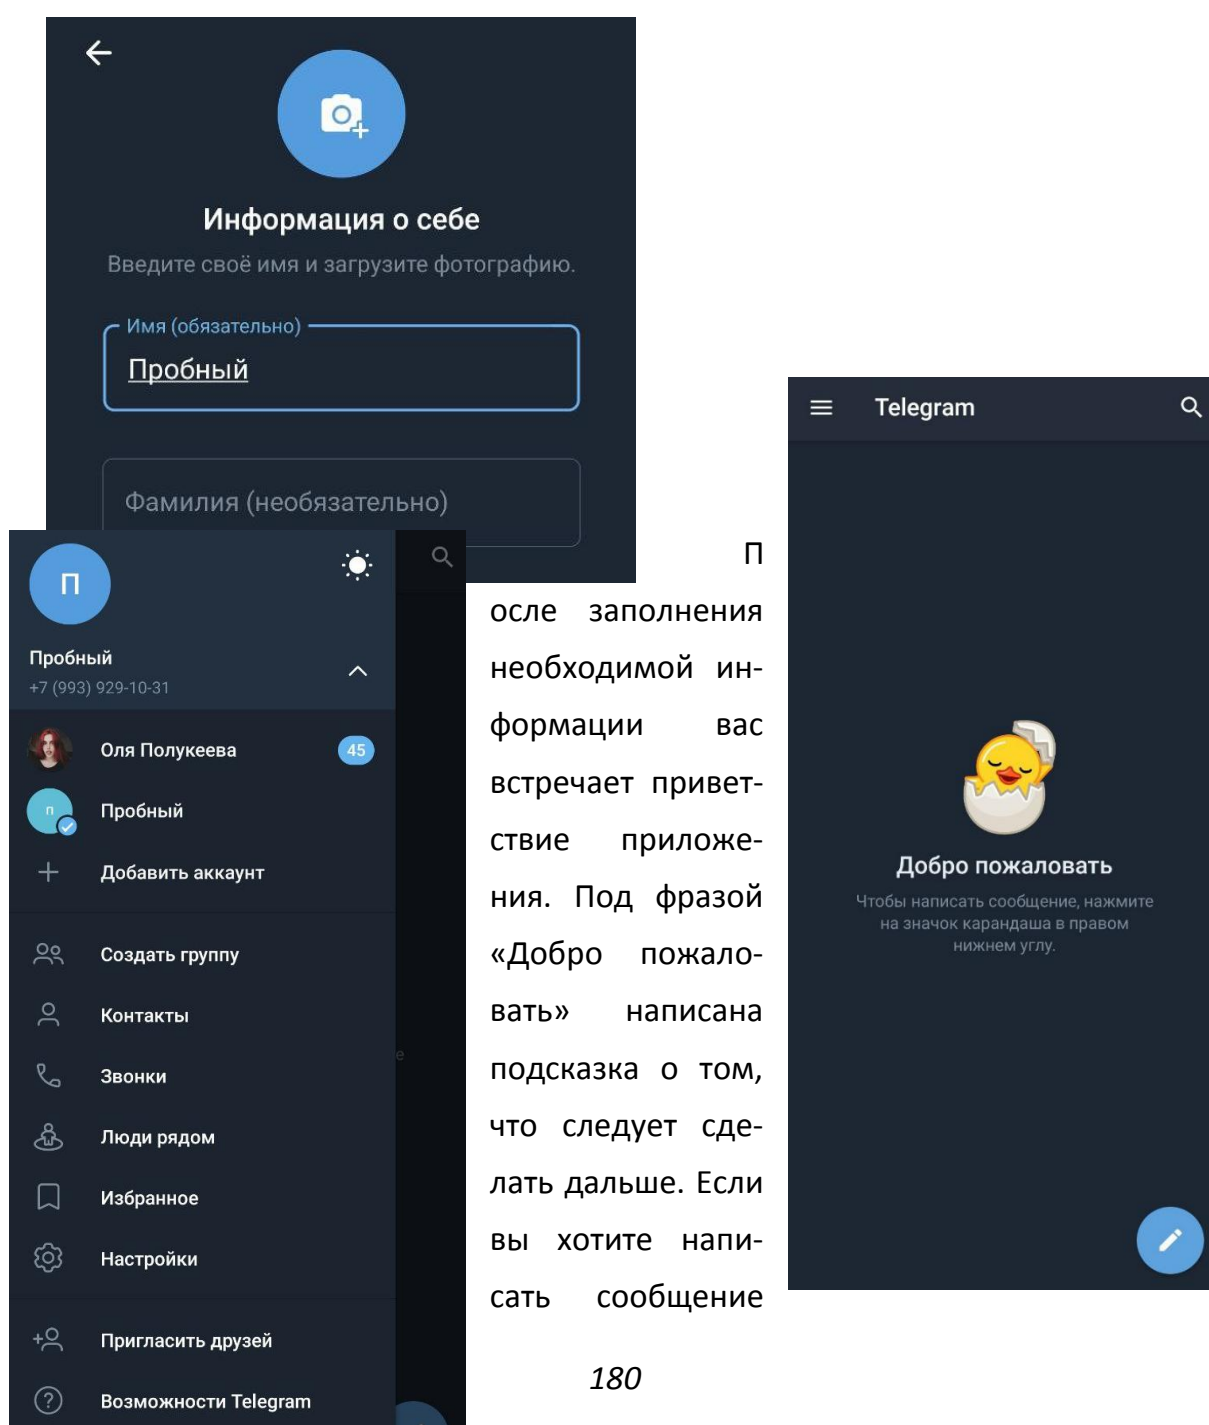 Информация о себе
Введите своё имя и загрузите фотографию.
Имя (обязательно)
Пробный
Фамилия (необязательно)
П
Пробный
+7 (993) 929-10-31
Оля Полукеева 45
п Пробный
Добавить аккаунт
Создать группу
Контакты
Звонки
Люди рядом
Избранное
Настройки
Пригласить друзей
Возможности Telegram
е
П
осле заполнения
необходимой ин-
формации вас
встречает привет-
ствие приложе-
ния. Под фразой
«Добро пожало-
вать» написана
подсказка о том,
что следует сде-
лать дальше. Если
вы хотите напи-
сать сообщение
Telegram
Добро пожаловать
Чтобы написать сообщение, нажмите
на значок карандаша в правом
нижнем углу.
180